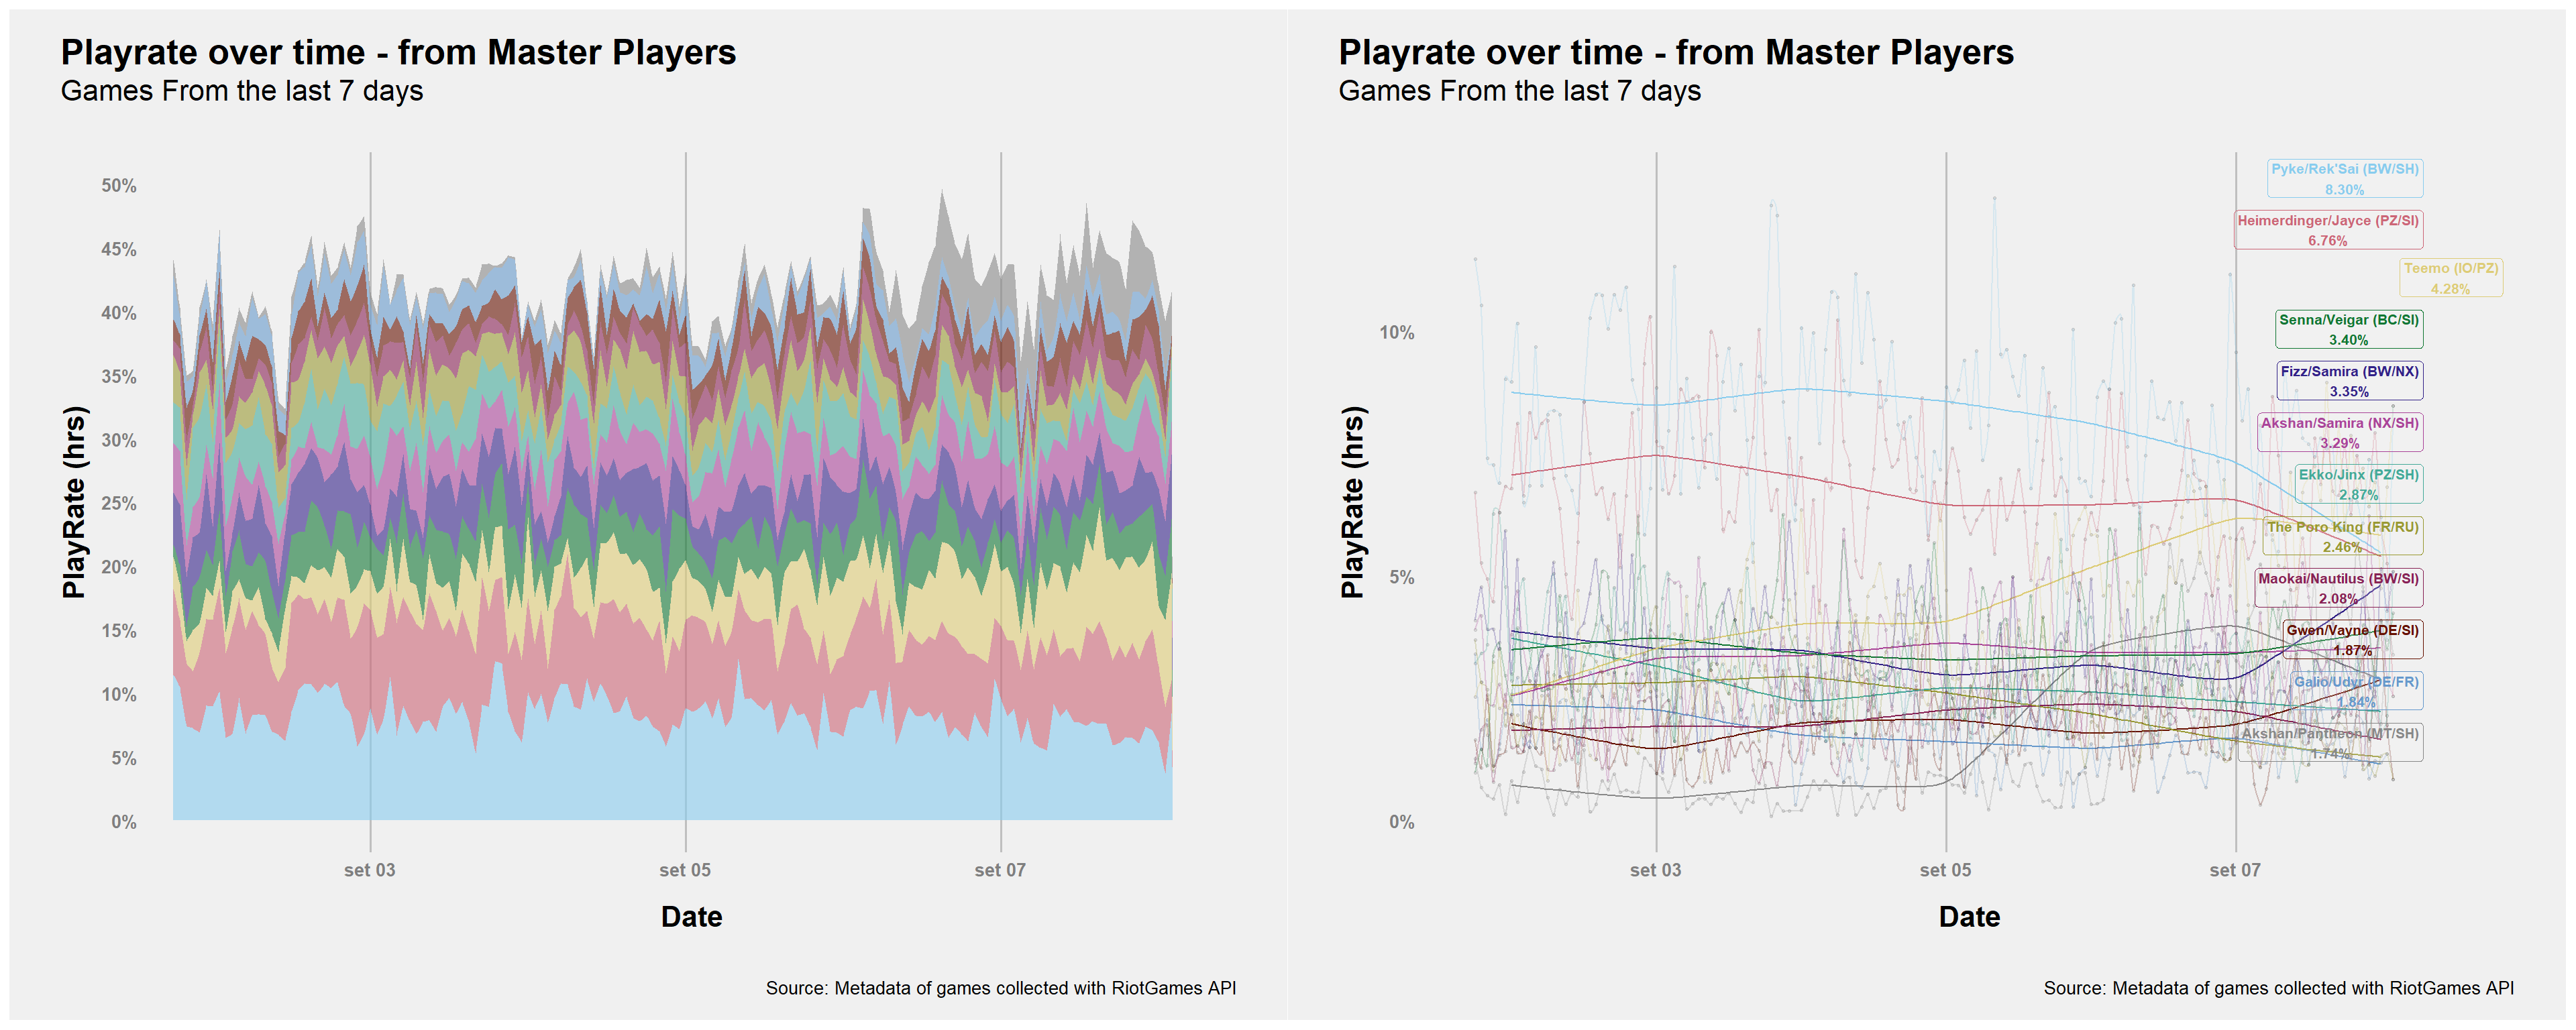 Playrate over time - from Master Players
Games From the last 7 days
50%
45%
40%
35%
30%
25%
20%
15%
10%
5%
0%
PlayRate (hrs)
set 03
set 05
set 07
Date
Source: Metadata of games collected with RiotGames API
Playrate over time - from Master Players
Games From the last 7 days
10%
5%
0%
PlayRate (hrs)
Pyke/Rek'Sai (BW/SH)
8.30%
Heimerdinger/Jayce (PZ/SI)
6.76%
Teemo (IO/PZ)
4.28%
Senna/Veigar (BC/SI)
3.40%
Fizz/Samira (BW/NX)
3.35%
Akshan/Samira (NX/SH)
3.29%
Ekko/Jinx (PZ/SH)
2.87%
The Poro King (FR/RU)
2.46%
Maokai/Nautilus (BW/SI)
2.08%
Gwen/Vayne (DE/SI)
1.87%
Galio/Udyr (DE/FR)
1.84%
Akshan/Pantheon (MT/SH)
1.74%
set 03
set 05
set 07
Date
Source: Metadata of games collected with RiotGames API